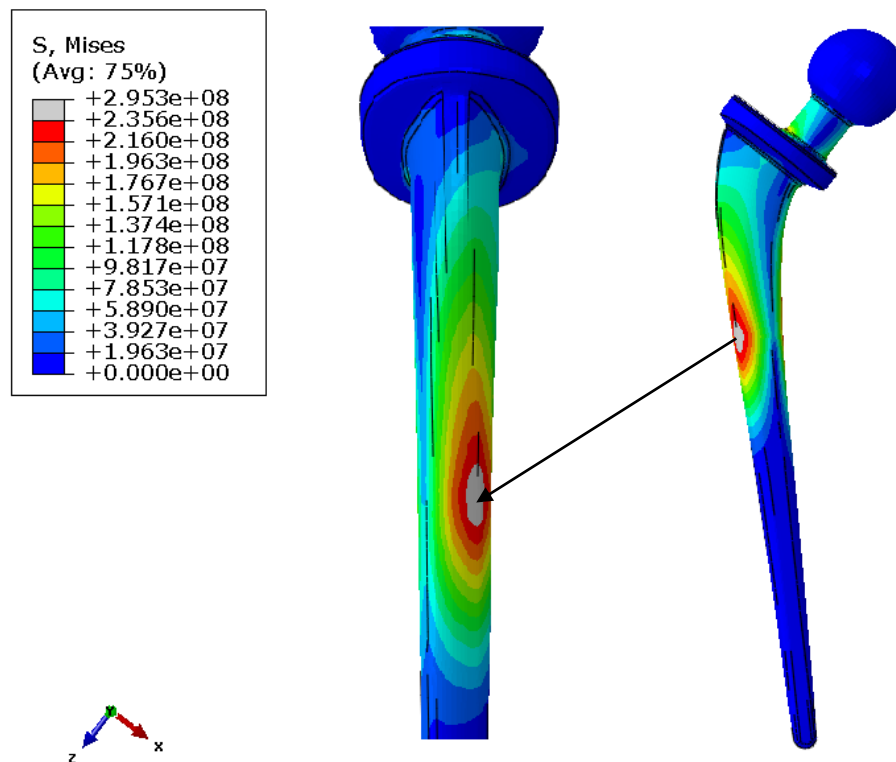 S, Mises
(Avg: 75%)
+2.953e+08
+2.356e+08
+2.160e+08
+1.963e+08
+1.767e+08
+1.571e+08
+1.374e+08
+1.178e+08
+9.817e+07
+7.853e+07
+5.890e+07
+3.927e+07
+1.963e+07
+0.000e+00
Y
Z
X